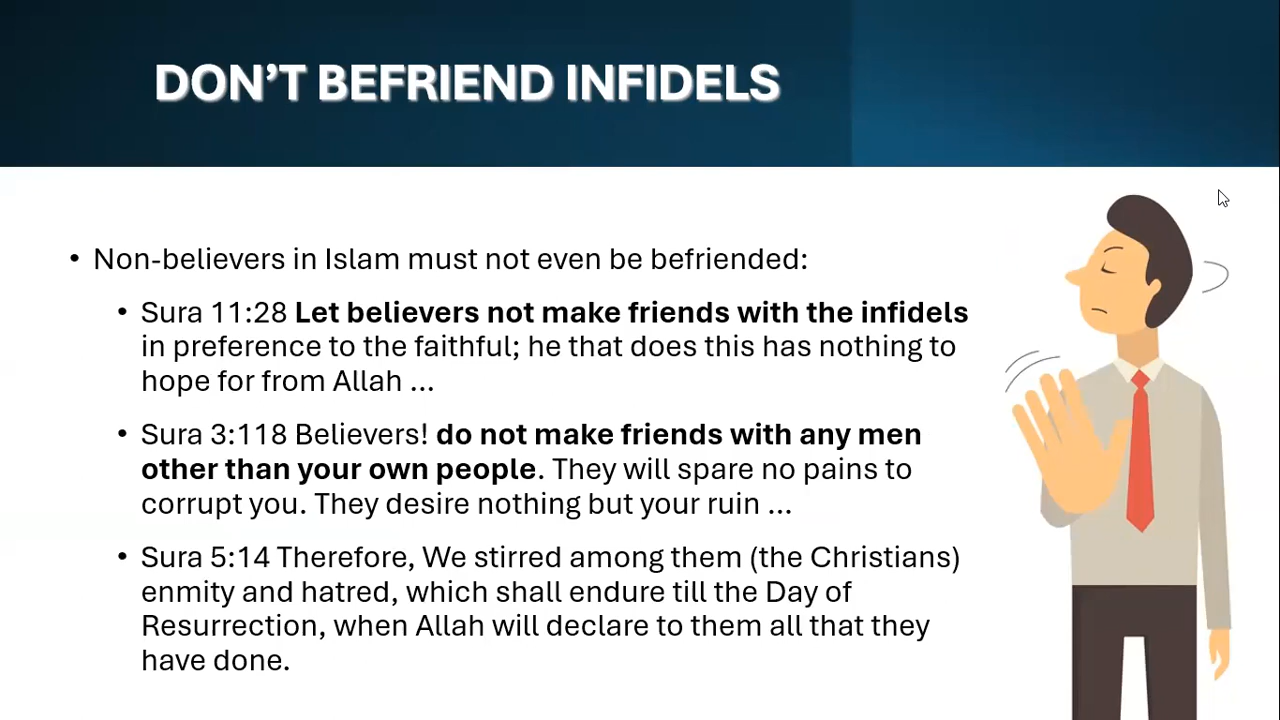 DON’T BEFRIEND INFIDELS
• Non-believers in Islam must not even be befriended:
• Sura 11:28 Let believers not make friends with the infidels
in preference to the faithful; he that does this has nothing to
hope for from Allah ...
• Sura 3:118 Believers! do not make friends with any men
other than your own people. They will spare no pains to
corrupt you. They desire nothing but your ruin ...
• Sura 5:14 Therefore, We stirred among them (the Christians)
enmity and hatred, which shall endure till the Day of
Resurrection, when Allah will declare to them all that they
have done.